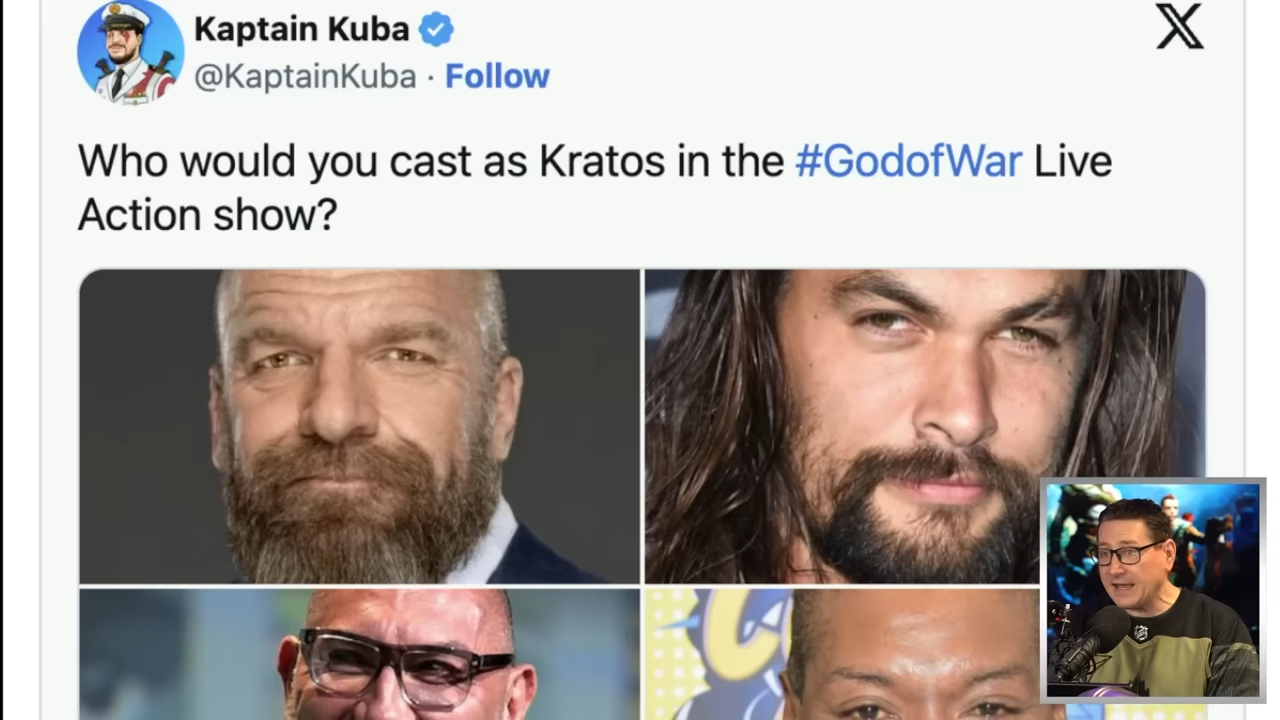 Kaptain Kuba
@KaptainKuba · Follow
Who would you cast as Kratos in the #GodofWar Live
Action show?